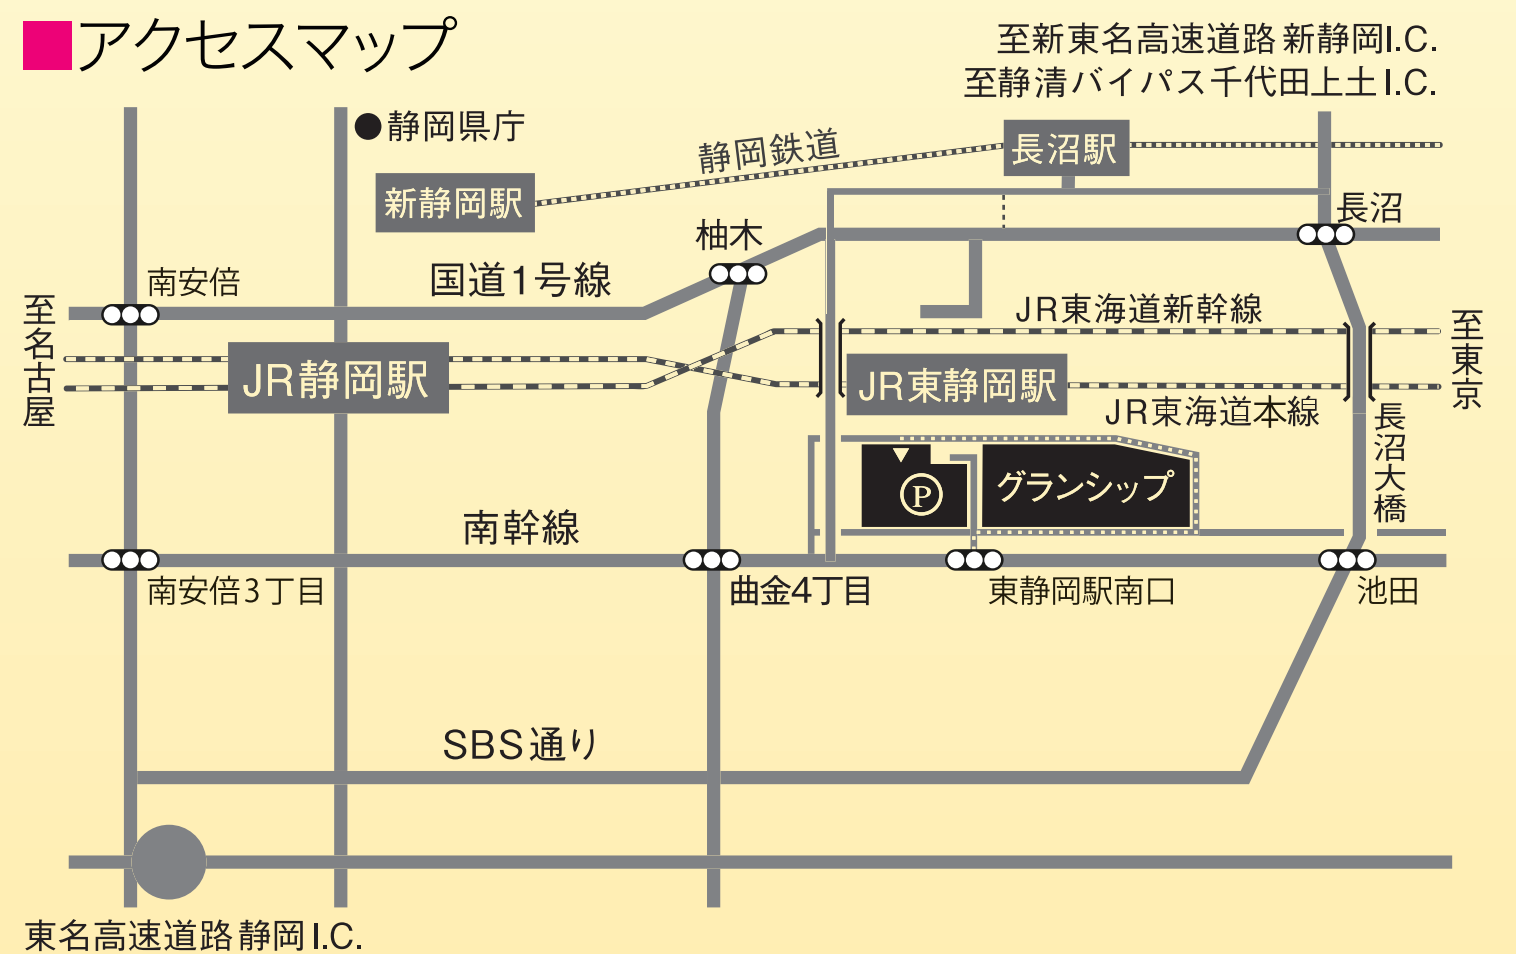 アクセスマップ
至新東名高速道路 新静岡I.C.
至静清バイパス千代田上土I.C.
静岡県庁
静岡鉄道
長沼駅
新静岡駅
長沼
柚木
国道1号線
南安倍
至名古屋
JR東海道新幹線
至東京
JR静岡駅
JR東静岡駅
JR東海道本線
長沼大橋
P
グランシップ
南幹線
南安倍3丁目
曲金4丁目
東静岡駅南口
池田
SBS通り
東名高速道路 静岡I.C.